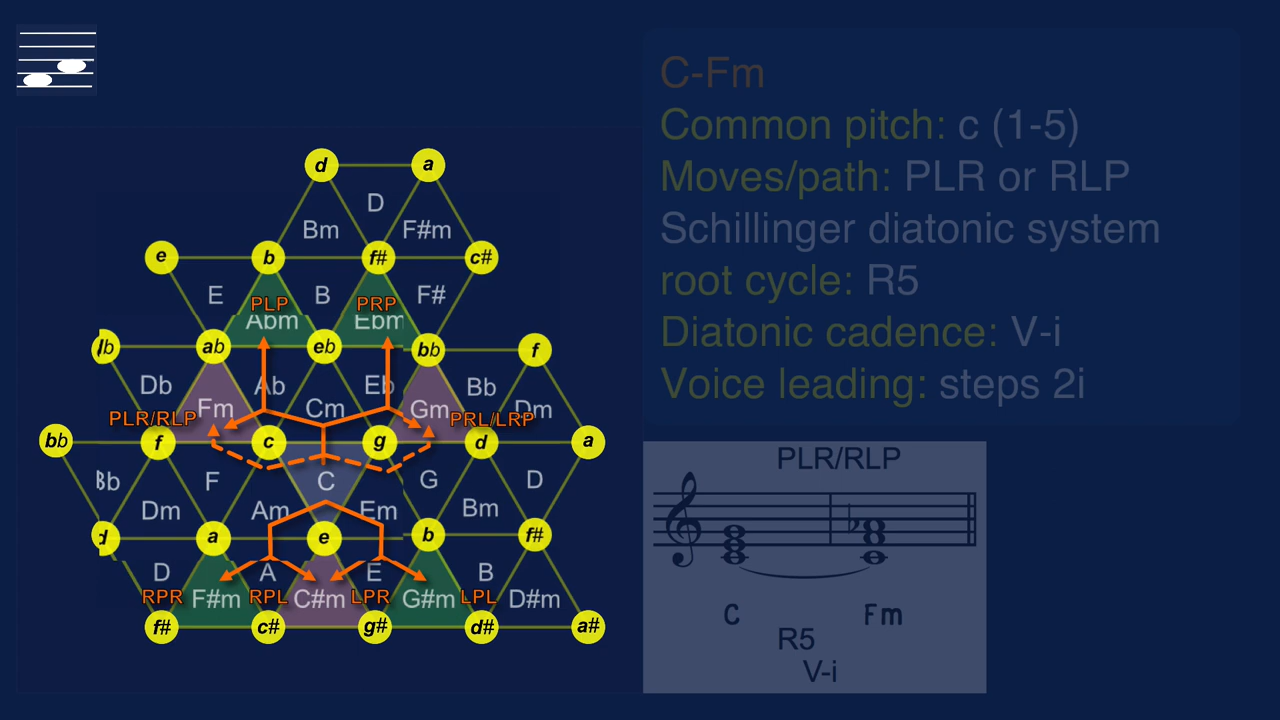 C-Fm
Common pitch: c (1-5)
Moves/path: PLR or RLP
Schillinger diatonic system
root cycle: R5
Diatonic cadence: V-i
Voice leading: steps 2i
d a
D
Bm F#m
e b f# c#
E B F#
PLP PRP
Abm Ebm
ab eb bb f
Db Ab Eb Bb
Fm Cm Gm Dm
PLR/RLP PRL/LRP
bb f c g d a
Bb F C G D
Dm Am Em Bm
d a e b f#
D A E B
RPR F#m RPL C#m LPR G#m LPL D#m
f# c# g# d# a#
PLR/RLP
C Fm
R5
V-i